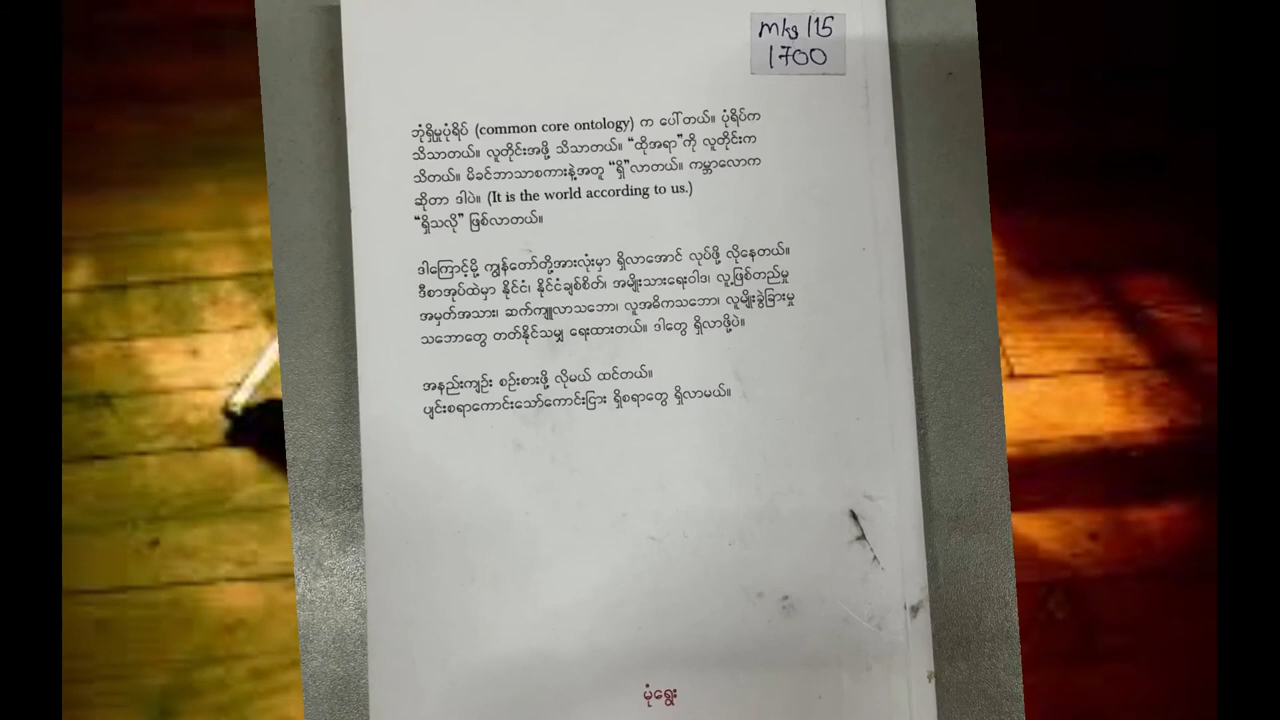 mks 115
1700
ဘုံရှိမှုပုံရိပ် (common core ontology) က ပေါ်တယ်။ ပုံရိပ်က
သိသာတယ်။ လူတိုင်းအဖို့ သိသာတယ်။ “ထိုအရာ”ကို လူတိုင်းက
သိတယ်။ မိခင်ဘာသာစကားနဲ့အတူ “ရှိ”လာတယ်။ ကမ္ဘာလောက
ဆိုတာ ဒါပဲ။ (It is the world according to us.)
“ရှိသလို” ဖြစ်လာတယ်။
ဒါကြောင့်မို့ ကျွန်တော်တို့အားလုံးမှာ ရှိလာအောင် လုပ်ဖို့ လိုနေတယ်။
ဒီစာအုပ်ထဲမှာ နိုင်ငံ၊ နိုင်ငံချစ်စိတ်၊ အမျိုးသားရေးဝါဒ၊ လူ့ဖြစ်တည်မှု
အမှတ်အသား၊ ဆက်ကျူလာသဘော၊ လူအဓိကသဘော၊ လူမျိုးခွဲခြားမှု
သဘောတွေ တတ်နိုင်သမျှ ရေးထားတယ်။ ဒါတွေ ရှိလာဖို့ပဲ။
အနည်းကျဉ်း စဉ်းစားဖို့ လိုမယ် ထင်တယ်။
ပျင်းစရာကောင်းသော်ကောင်းငြား ရှိစရာတွေ ရှိလာမယ်။
မုံရွေး